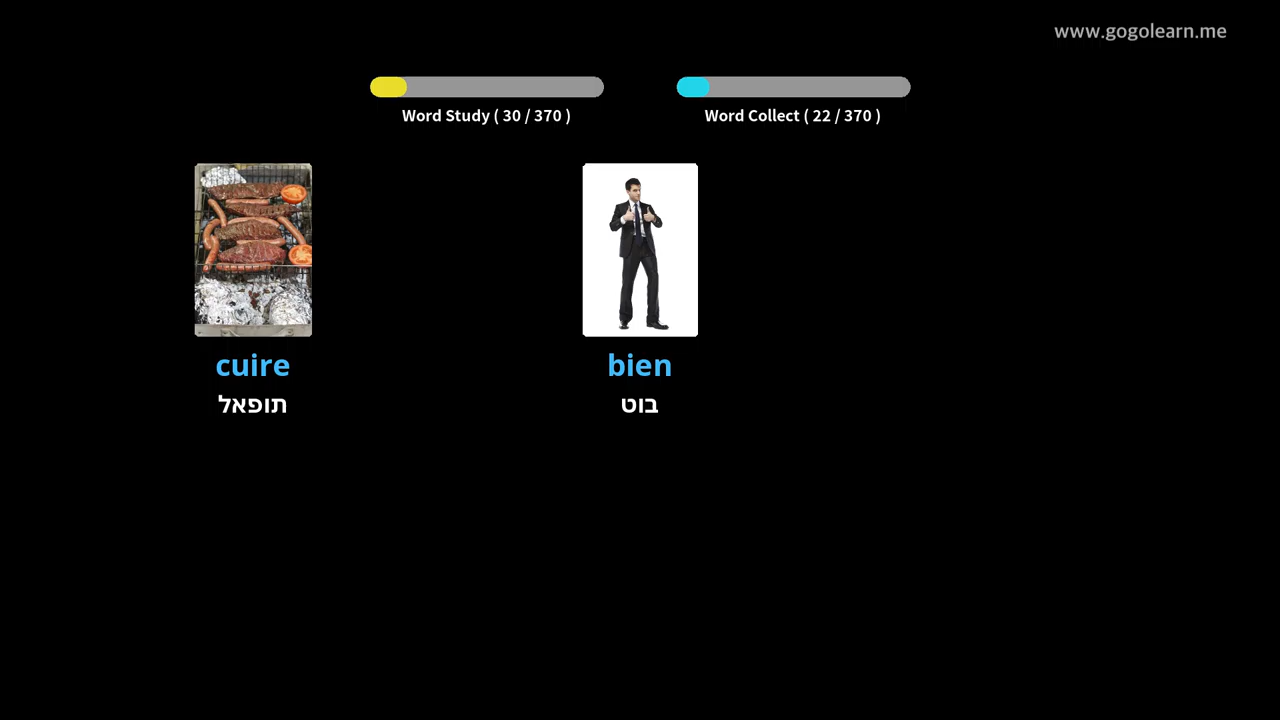 www.gogolearn.me
Word Study ( 30 / 370 )
Word Collect ( 22 / 370 )
cuire
תופאל
bien
בוט